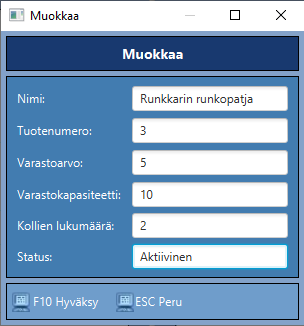 Muokkaa
Muokkaa
Nimi: Runkkarin runkopatja
Tuotenumero: 3
Varastoarvo: 5
Varastokapasiteetti: 10
Kollien lukumäärä: 2
Status: Aktiivinen
F10 Hyväksy ESC Peru